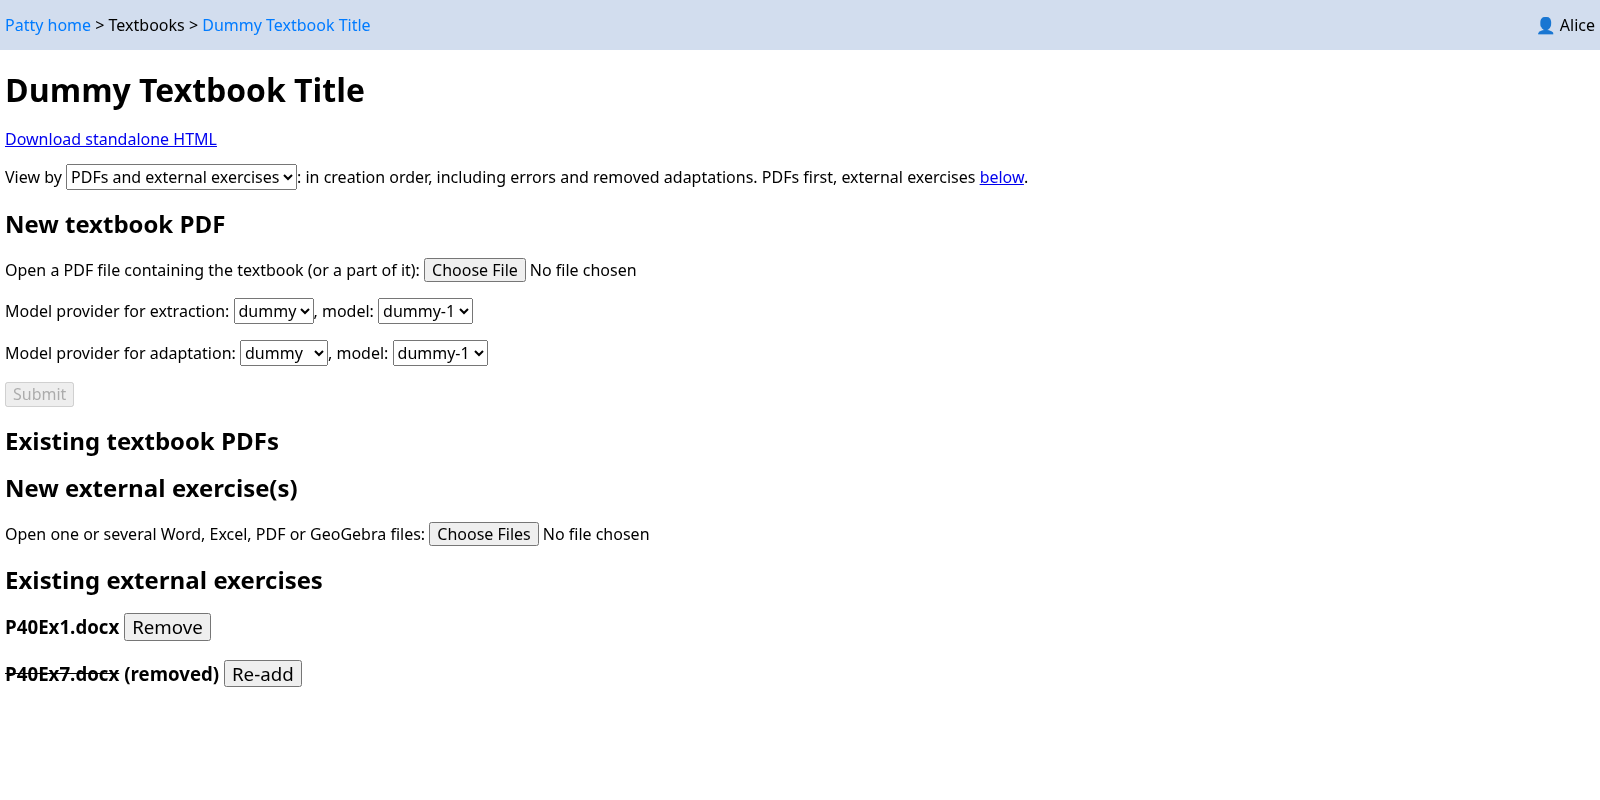 Patty home > Textbooks > Dummy Textbook Title
👤 Alice
Dummy Textbook Title
Download standalone HTML
View by PDFs and external exercises: in creation order, including errors and removed adaptations. PDFs first, external exercises below.
New textbook PDF
Open a PDF file containing the textbook (or a part of it): Choose File No file chosen
Model provider for extraction: dummy, model: dummy-1
Model provider for adaptation: dummy, model: dummy-1
Submit
Existing textbook PDFs
New external exercise(s)
Open one or several Word, Excel, PDF or GeoGebra files: Choose Files No file chosen
Existing external exercises
P40Ex1.docx Remove
P40Ex7.docx (removed) Re-add